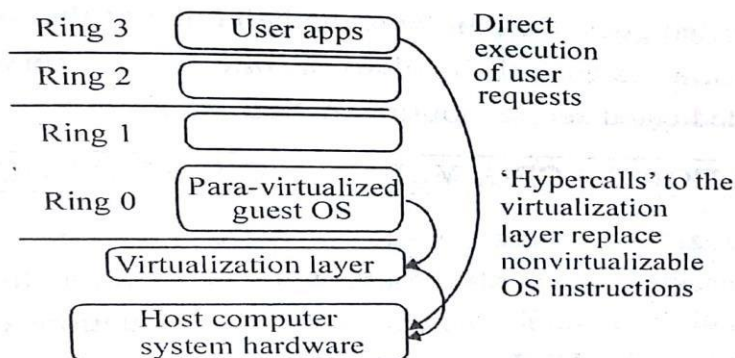 Ring 3
User apps
Direct
execution
of user
requests
Ring 2
Ring 1
Ring 0
Para-virtualized
guest OS
'Hypercalls' to the
virtualization
layer replace
nonvirtualizable
OS instructions
Virtualization layer
Host computer
system hardware